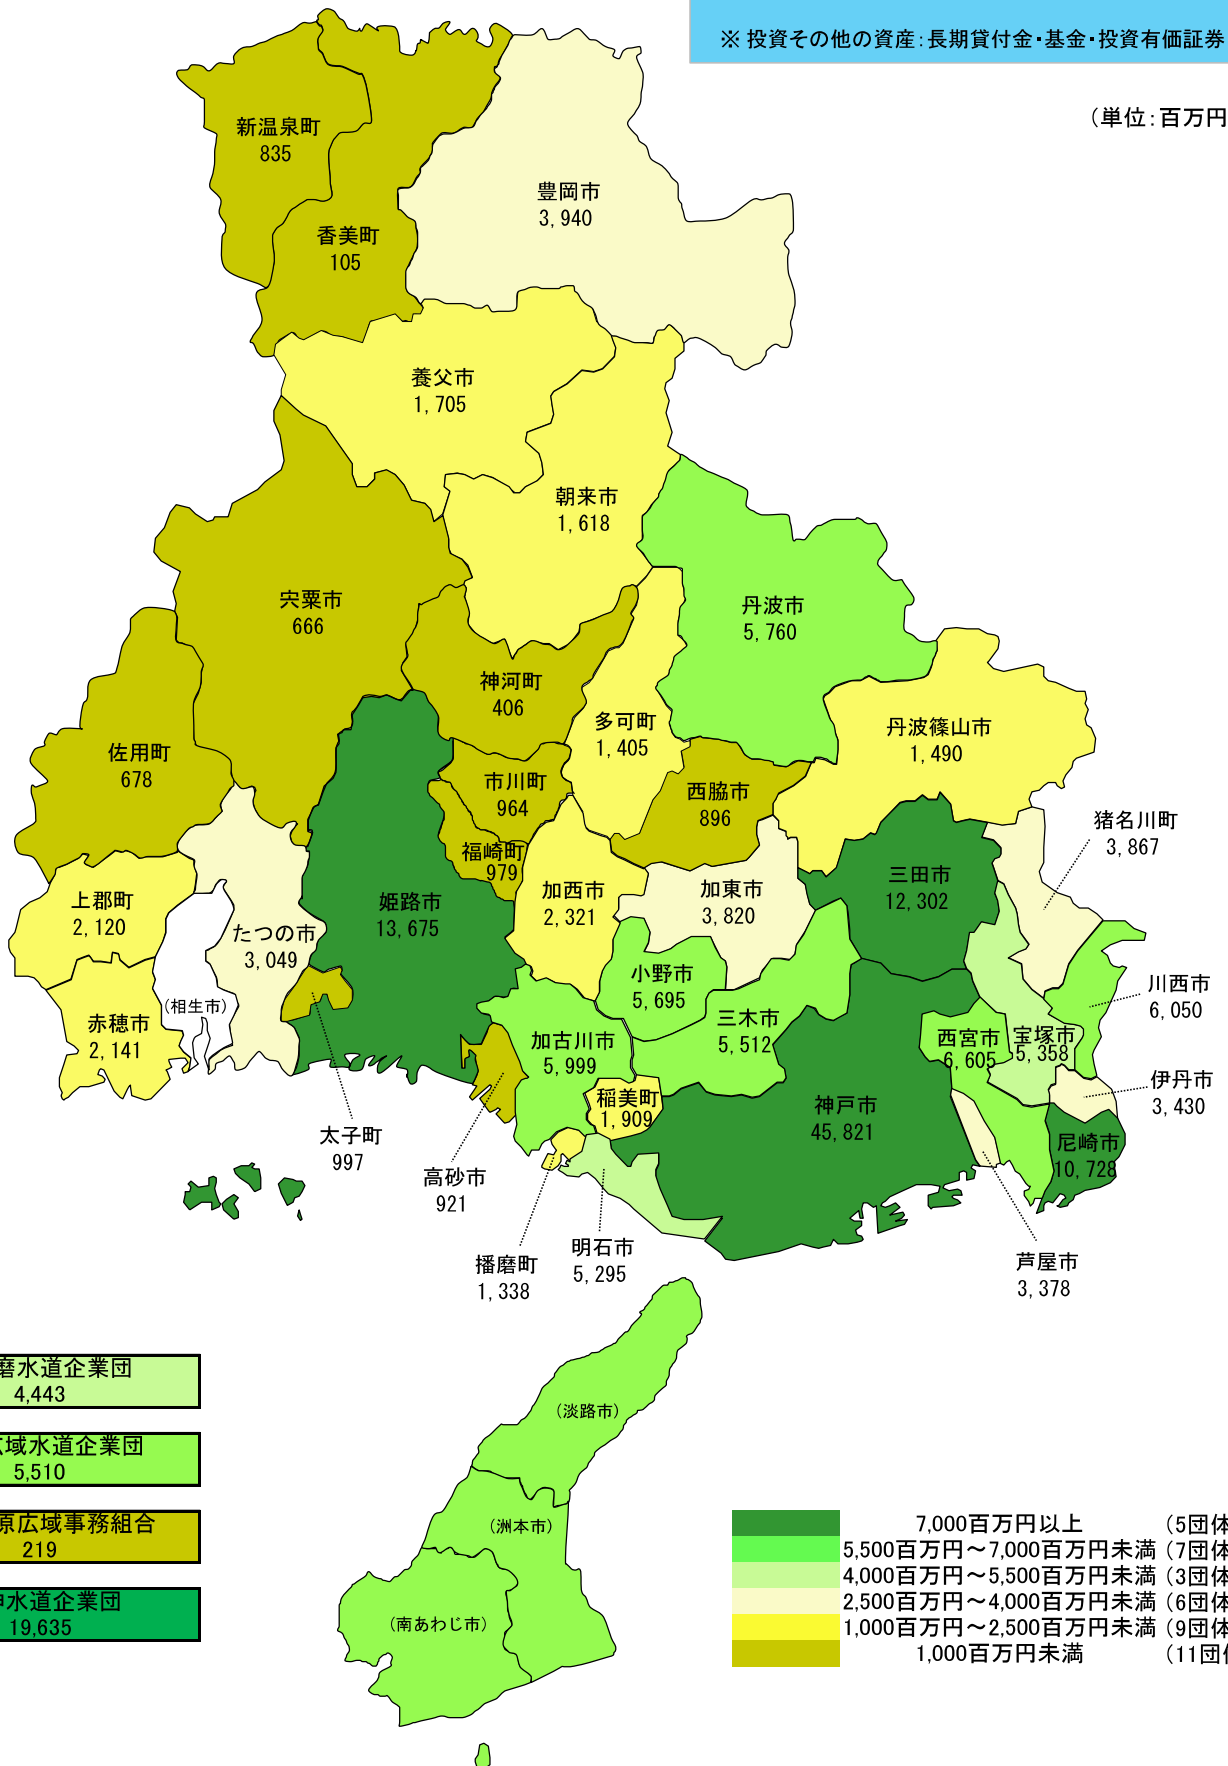 ※ 投資その他の資産：長期貸付金・基金・投資有価証券
（単位：百万円
新温泉町
835
香美町
105
豊岡市
3,940
養父市
1,705
朝来市
1,618
宍粟市
666
丹波市
5,760
神河町
406
多可町
1,405
丹波篠山市
1,490
佐用町
678
市川町
964
西脇市
896
猪名川町
3,867
福崎町
979
三田市
12,302
上郡町
2,120
姫路市
13,675
加西市
2,321
加東市
3,820
たつの市
3,049
小野市
5,695
川西市
6,050
（相生市）
赤穂市
2,141
加古川市
5,999
三木市
5,512
西宮市
6,605
宝塚市
5,358
稲美町
1,909
神戸市
45,821
伊丹市
3,430
太子町
997
尼崎市
10,728
高砂市
921
播磨町
1,338
明石市
5,295
芦屋市
3,378
磨水道企業団
4,443
（淡路市）
広域水道企業団
5,510
（洲本市）
原広域事務組合
219
水道企業団
19,635
（南あわじ市）
7,000百万円以上 （5団体
5,500百万円～7,000百万円未満（7団体
4,000百万円～5,500百万円未満（3団体
2,500百万円～4,000百万円未満（6団体
1,000百万円～2,500百万円未満（9団体
1,000百万円未満 （11団体